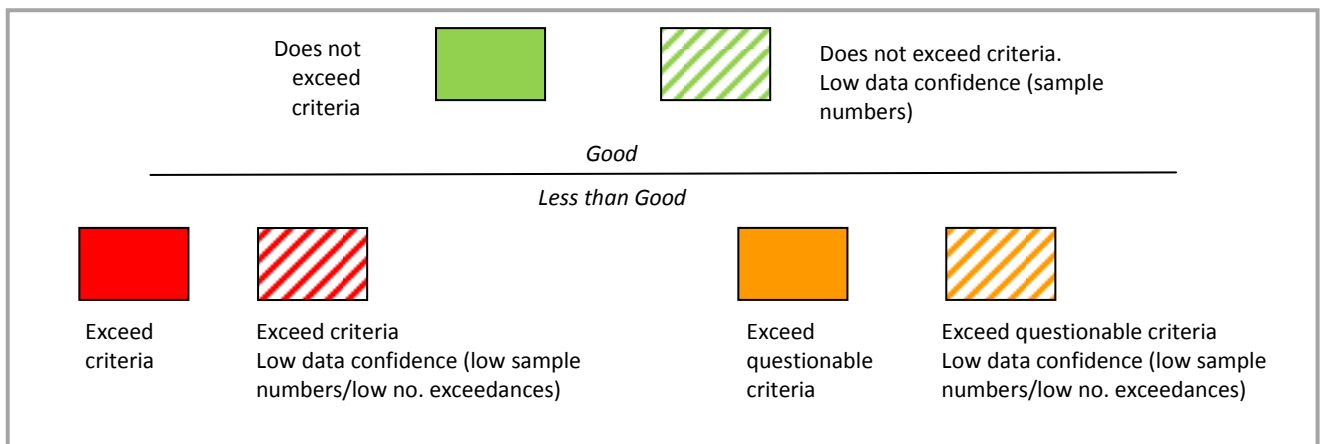 Does not
exceed
criteria
Does not exceed criteria.
Low data confidence (sample
numbers)
Good
Less than Good
Exceed
criteria
Exceed criteria
Low data confidence (low sample
numbers/low no. exceedances)
Exceed
questionable
criteria
Exceed questionable criteria
Low data confidence (low sample
numbers/low no. exceedances)